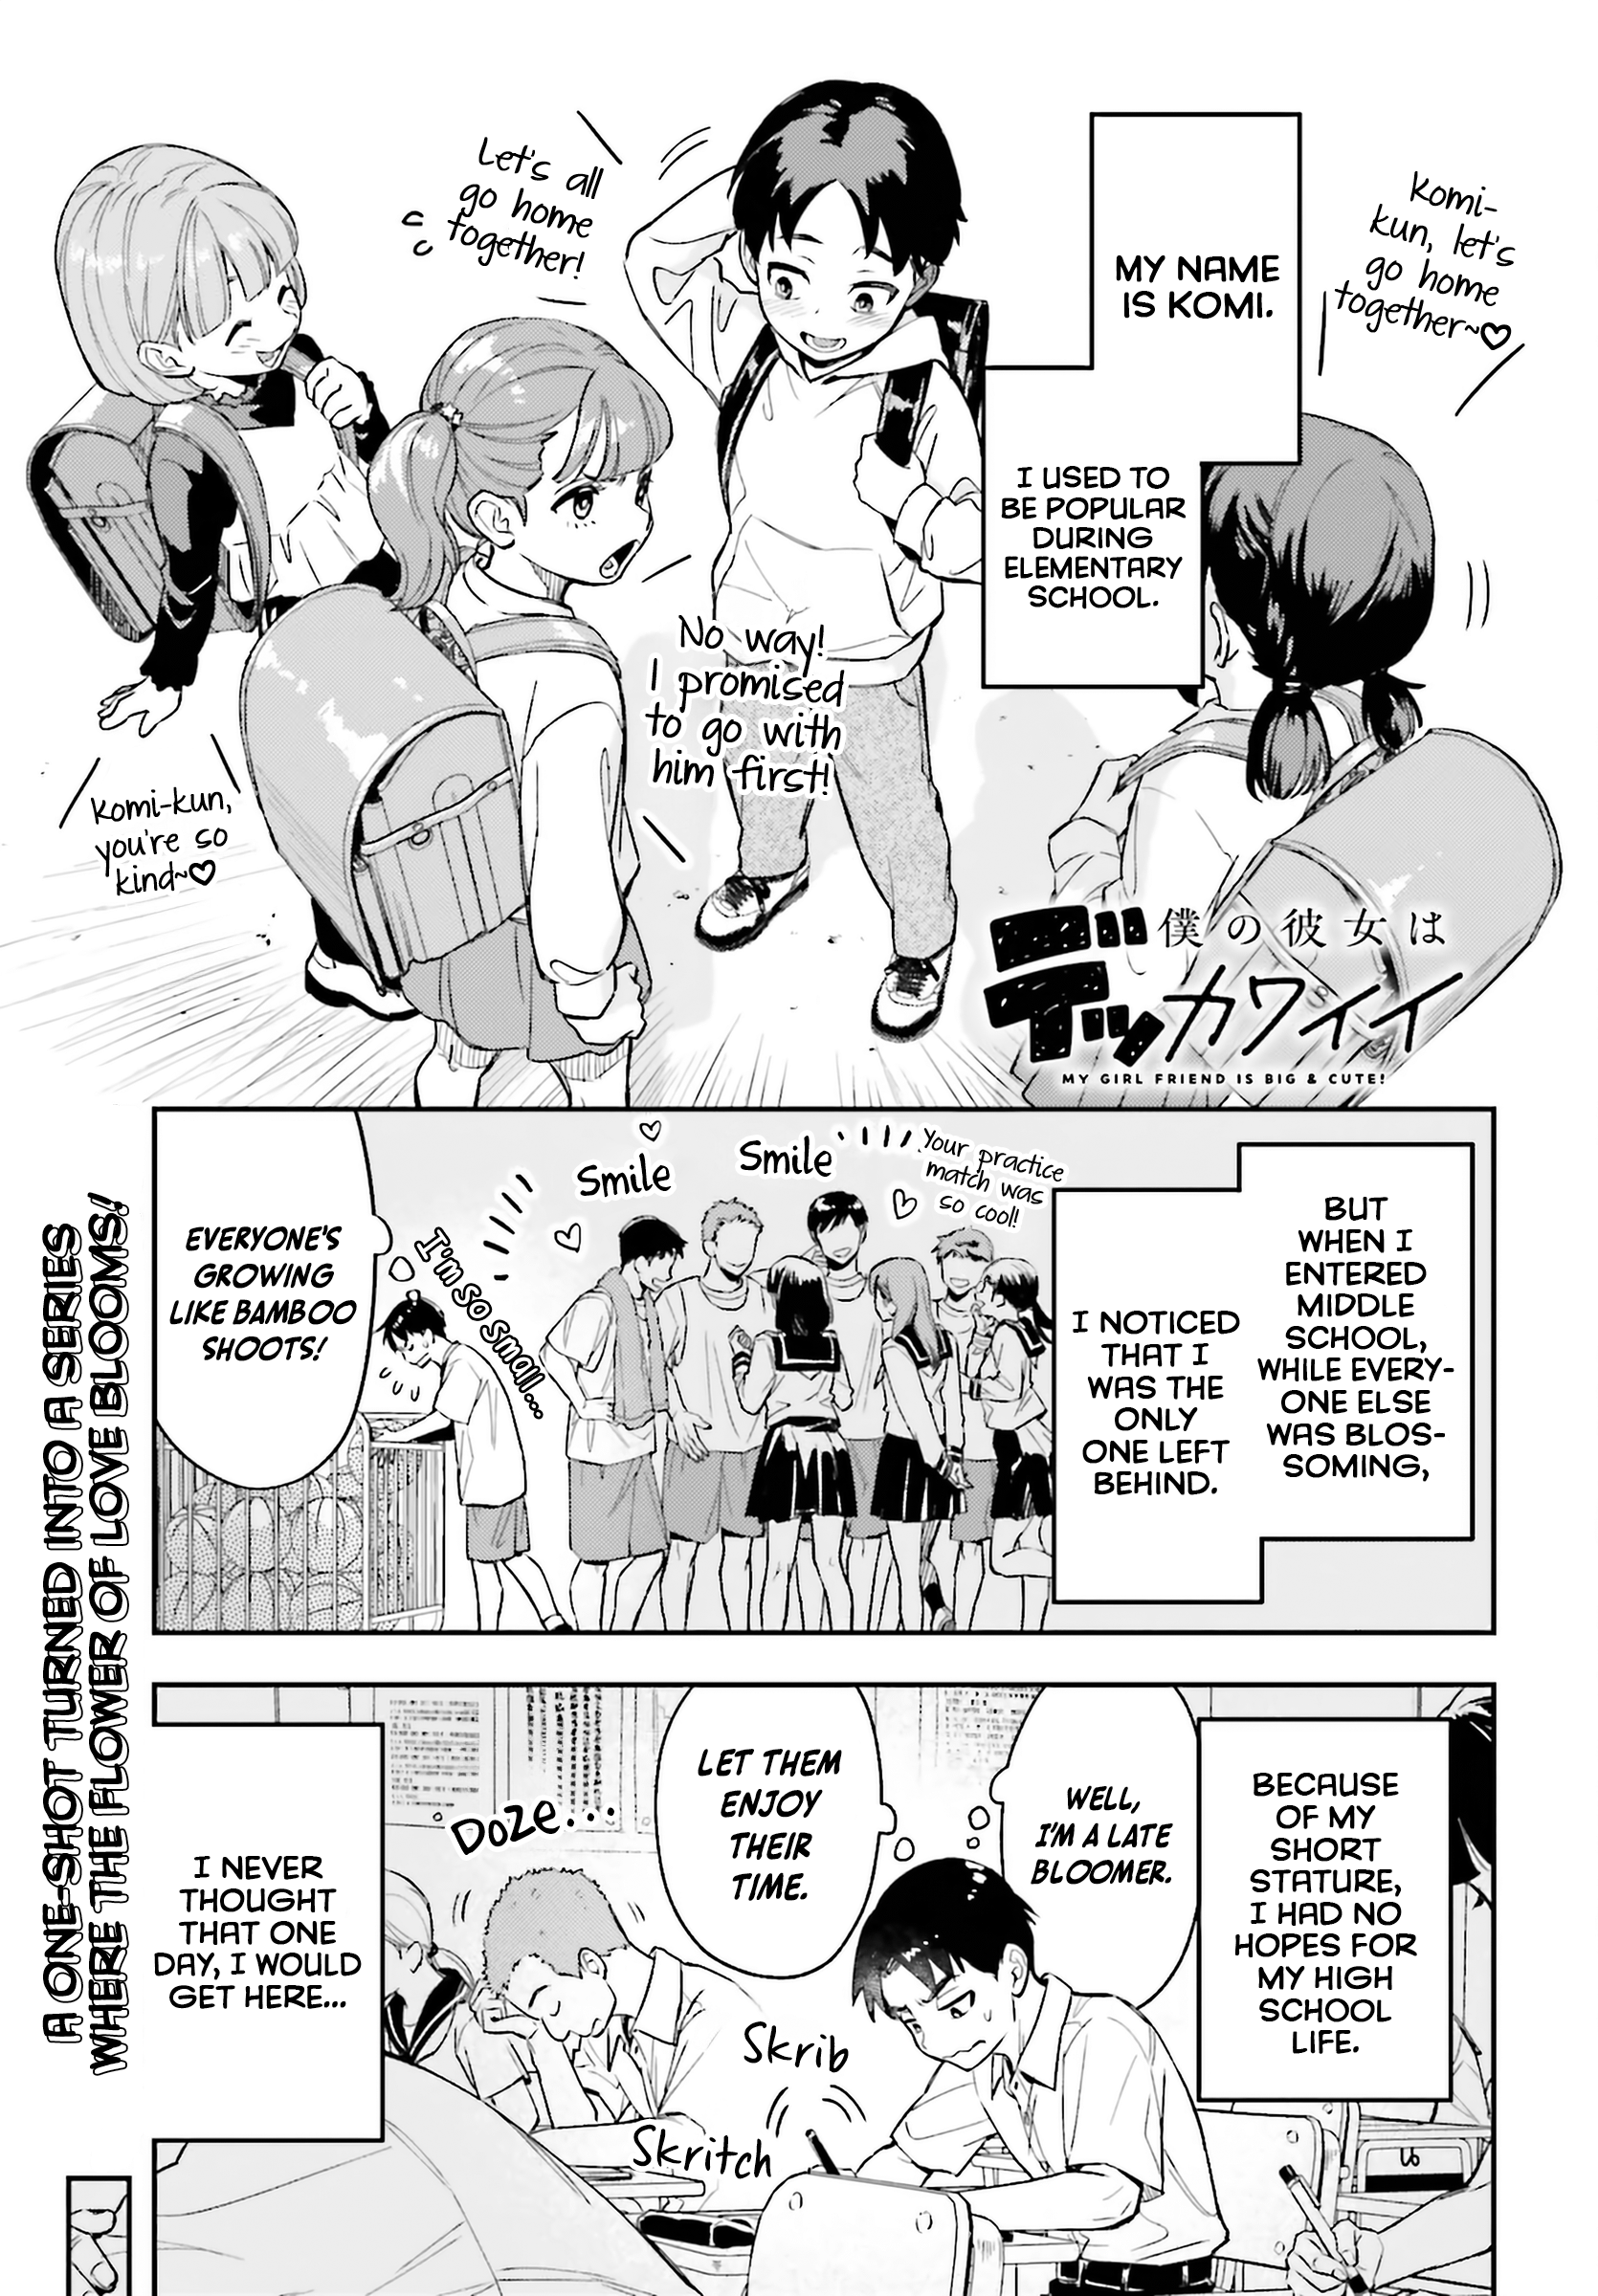 MY NAME
IS KOMI.
I USED TO
BE POPULAR
DURING
ELEMENTARY
SCHOOL.
Komi-
kun, let's
go home
together~♡
Let's all
go home
together!
No way!
I promised
to go with
him first!
Komi-kun,
you're so
kind~♡
僕の彼女は
デッカワイイ
MY GIRL FRIEND IS BIG & CUTE!
BUT
WHEN I
ENTERED
MIDDLE
SCHOOL,
WHILE EVERY-
ONE ELSE
WAS BLOS-
SOMING,
I NOTICED
THAT I
WAS THE
ONLY
ONE LEFT
BEHIND.
Your practice
match was
so cool!
Smile
Smile
I'm so small...
EVERYONE'S
GROWING
LIKE BAMBOO
SHOOTS!
A ONE-SHOT TURNED INTO A SERIES
WHERE THE FLOWER OF LOVE BLOOMS!
BECAUSE
OF MY
SHORT
STATURE,
I HAD NO
HOPES FOR
MY HIGH
SCHOOL
LIFE.
WELL,
I'M A LATE
BLOOMER.
LET THEM
ENJOY
THEIR
TIME.
Doze...
Skrib
Skritch
I NEVER
THOUGHT
THAT ONE
DAY, I WOULD
GET HERE...